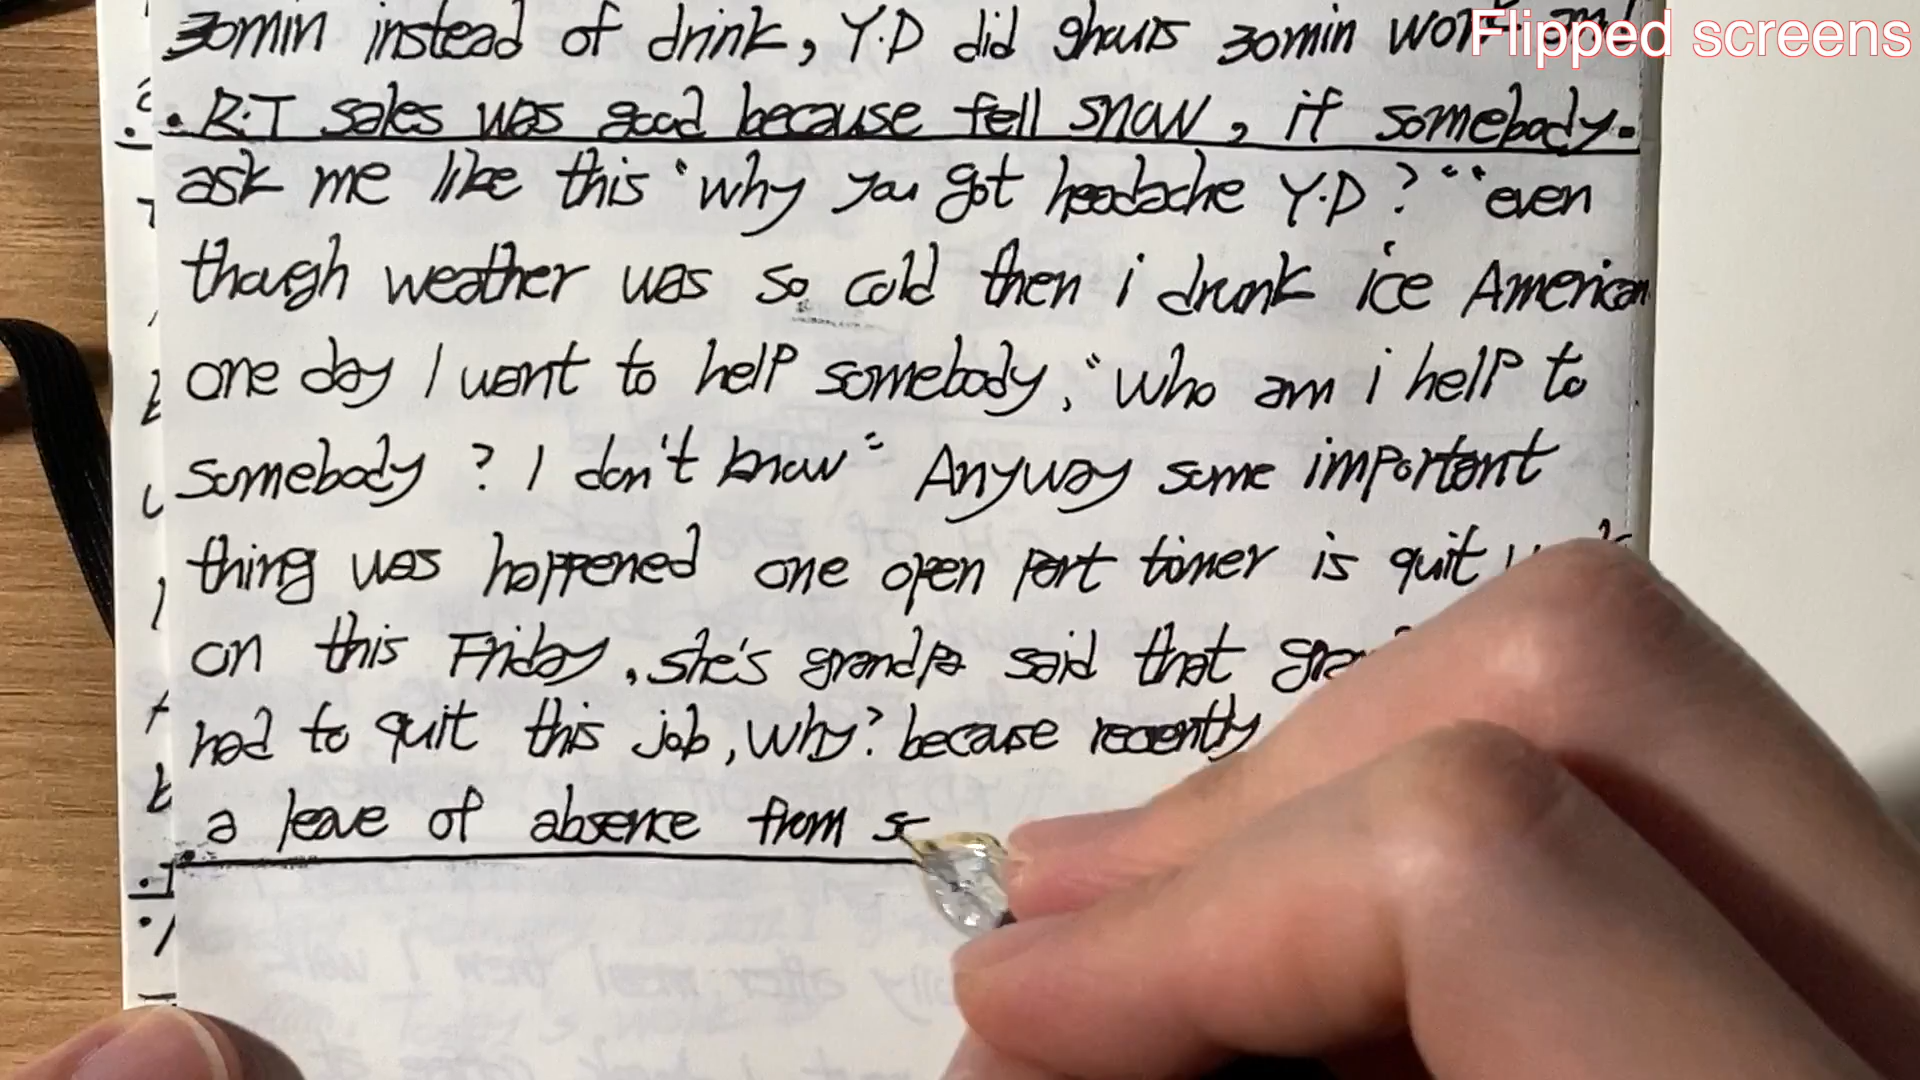 Flipped screens
30min instead of drink, Y.D did 9hours 30min work
. R.T sales was good because fell snow, if somebody.
ask me like this "why you got headache Y.D?" "even
though weather was so cold then i drunk ice American
one day I want to help somebody, "Who am i help to
somebody ? I don't know" Anyway some important
thing was happened one open part timer is quit
on this Friday, she's grandpa said that
had to quit this job, why? because recently
a leave of absence from